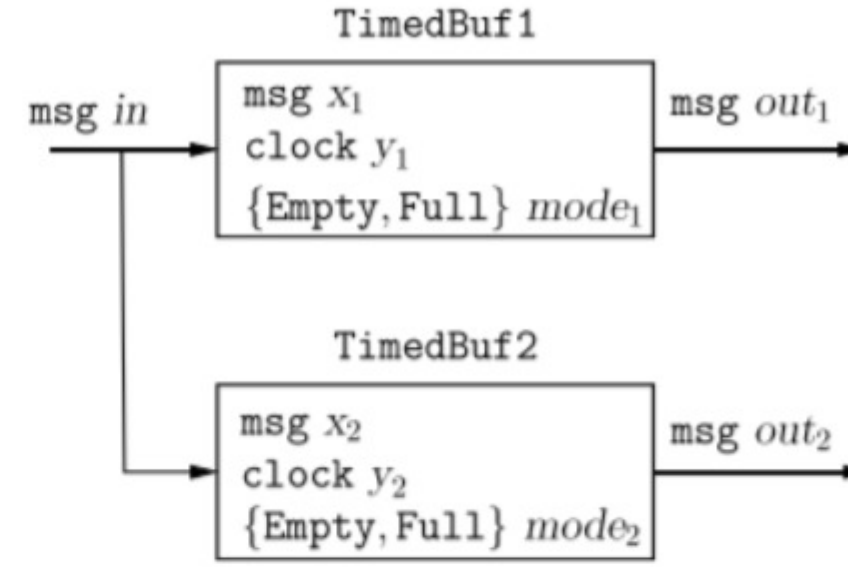 TimedBuf1
msg in
msg x₁
clock y₁
{Empty, Full} mode₁
msg out₁
TimedBuf2
msg x₂
clock y₂
{Empty, Full} mode₂
msg out₂